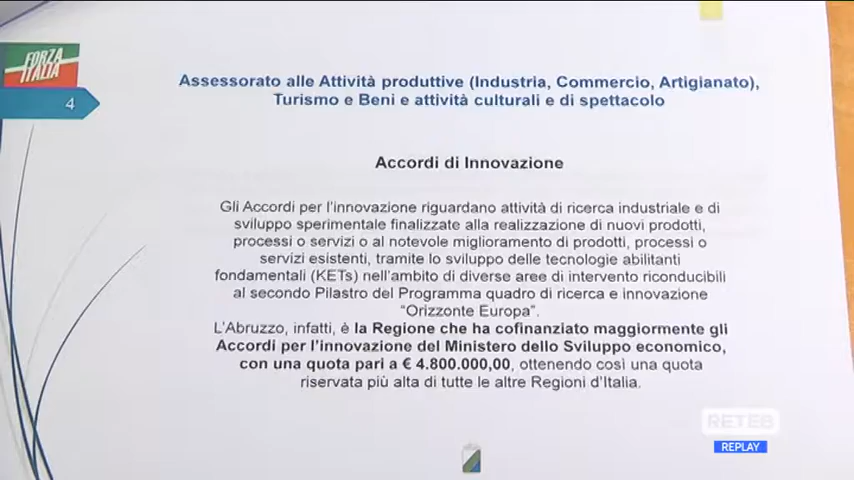 FORZA
ITALIA
4
Assessorato alle Attività produttive (Industria, Commercio, Artigianato),
Turismo e Beni e attività culturali e di spettacolo
Accordi di Innovazione
Gli Accordi per l'innovazione riguardano attività di ricerca industriale e di
sviluppo sperimentale finalizzate alla realizzazione di nuovi prodotti,
processi o servizi o al notevole miglioramento di prodotti, processi o
servizi esistenti, tramite lo sviluppo delle tecnologie abilitanti
fondamentali (KETs) nell'ambito di diverse aree di intervento riconducibili
al secondo Pilastro del Programma quadro di ricerca e innovazione
"Orizzonte Europa".
L'Abruzzo, infatti, è la Regione che ha cofinanziato maggiormente gli
Accordi per l'innovazione del Ministero dello Sviluppo economico,
con una quota pari a € 4.800.000,00, ottenendo così una quota
riservata più alta di tutte le altre Regioni d'Italia.
RETE8
REPLAY